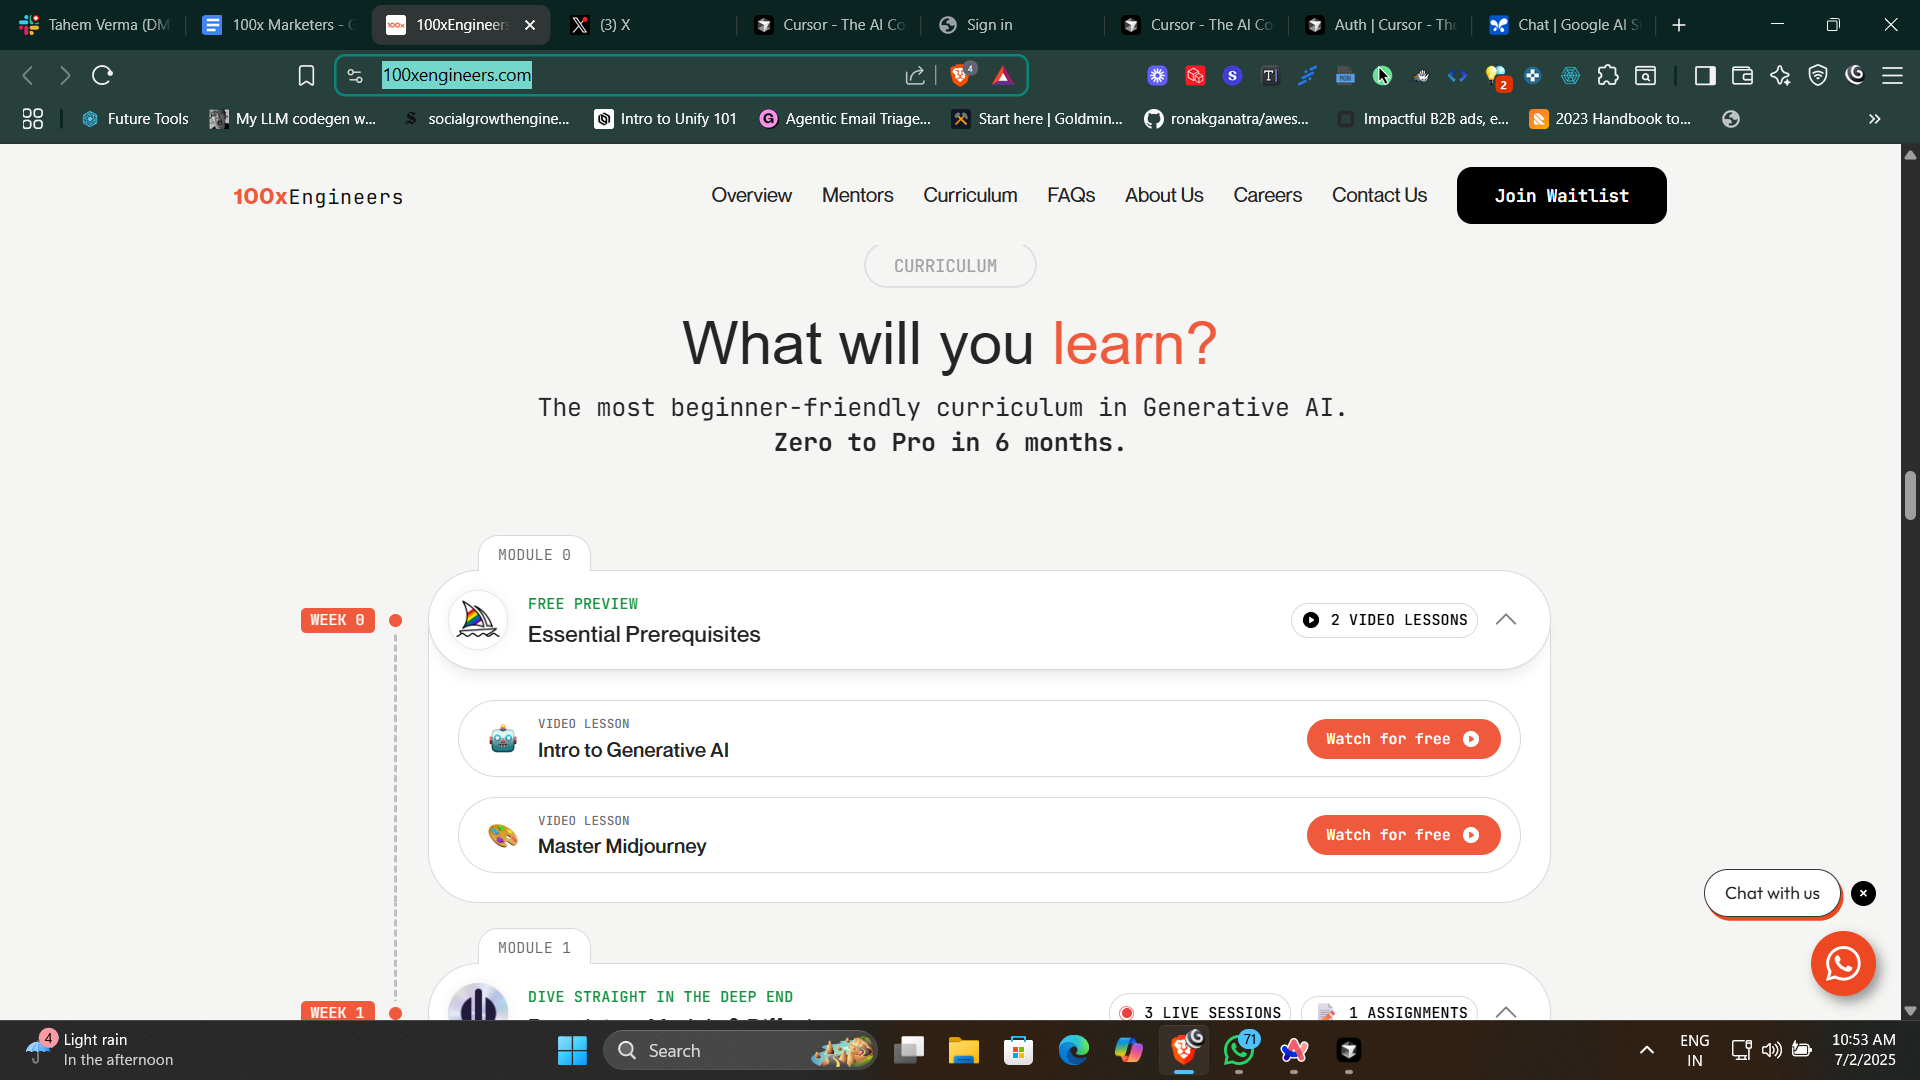 Tahem Verma (DM
100x Marketers - 
100xEngineers
(3) X
Cursor - The AI Co
Sign in
Cursor - The AI Co
Auth | Cursor - The
Chat | Google AI S
100xengineers.com
4
2
Future Tools
My LLM codegen w...
socialgrowthengine...
Intro to Unify 101
Agentic Email Triage...
Start here | Goldmin...
ronakganatra/awes...
Impactful B2B ads, e...
2023 Handbook to...
100xEngineers
Overview
Mentors
Curriculum
FAQs
About Us
Careers
Contact Us
Join Waitlist
CURRICULUM
What will you learn?
The most beginner-friendly curriculum in Generative AI.
Zero to Pro in 6 months.
MODULE 0
WEEK 0
FREE PREVIEW
Essential Prerequisites
2 VIDEO LESSONS
VIDEO LESSON
Intro to Generative AI
Watch for free
VIDEO LESSON
Master Midjourney
Watch for free
Chat with us
MODULE 1
WEEK 1
DIVE STRAIGHT IN THE DEEP END
3 LIVE SESSIONS
1 ASSIGNMENTS
4
Light rain
In the afternoon
Search
71
ENG
IN
10:53 AM
7/2/2025